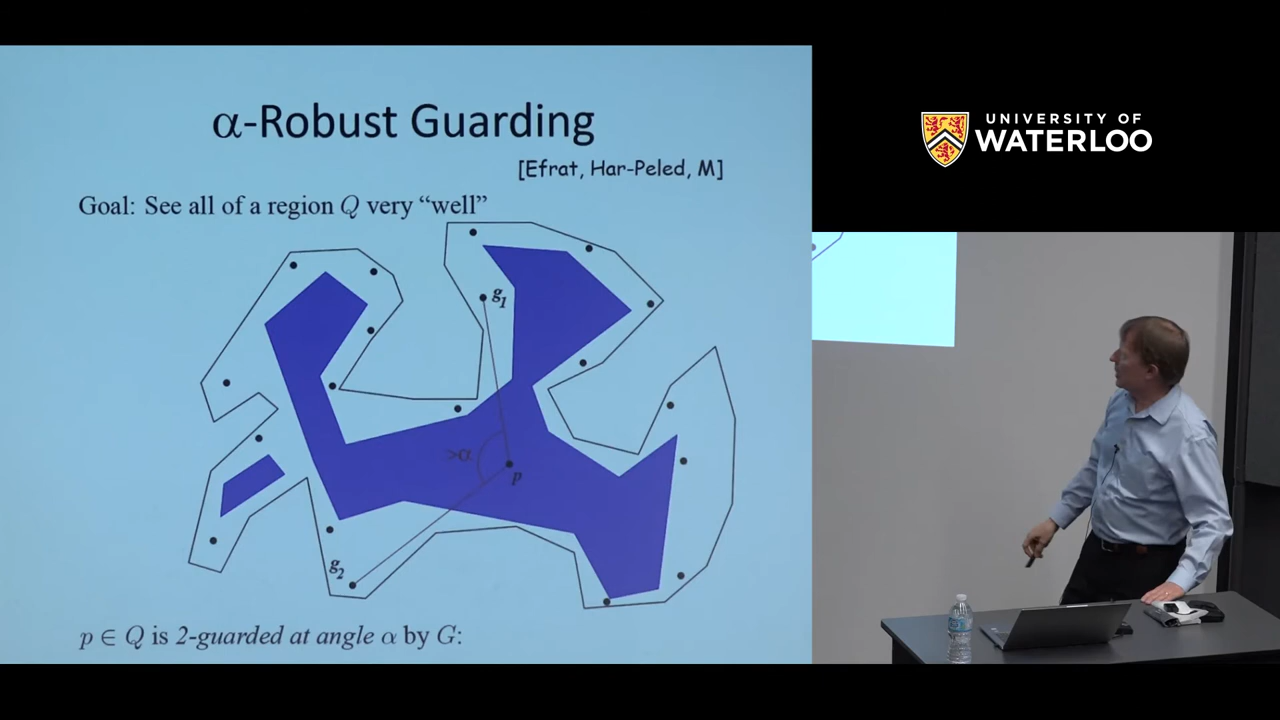 α-Robust Guarding
[Efrat, Har-Peled, M]
Goal: See all of a region Q very “well”
g1
>α
p
g2
p ∈ Q is 2-guarded at angle α by G:
UNIVERSITY OF
WATERLOO